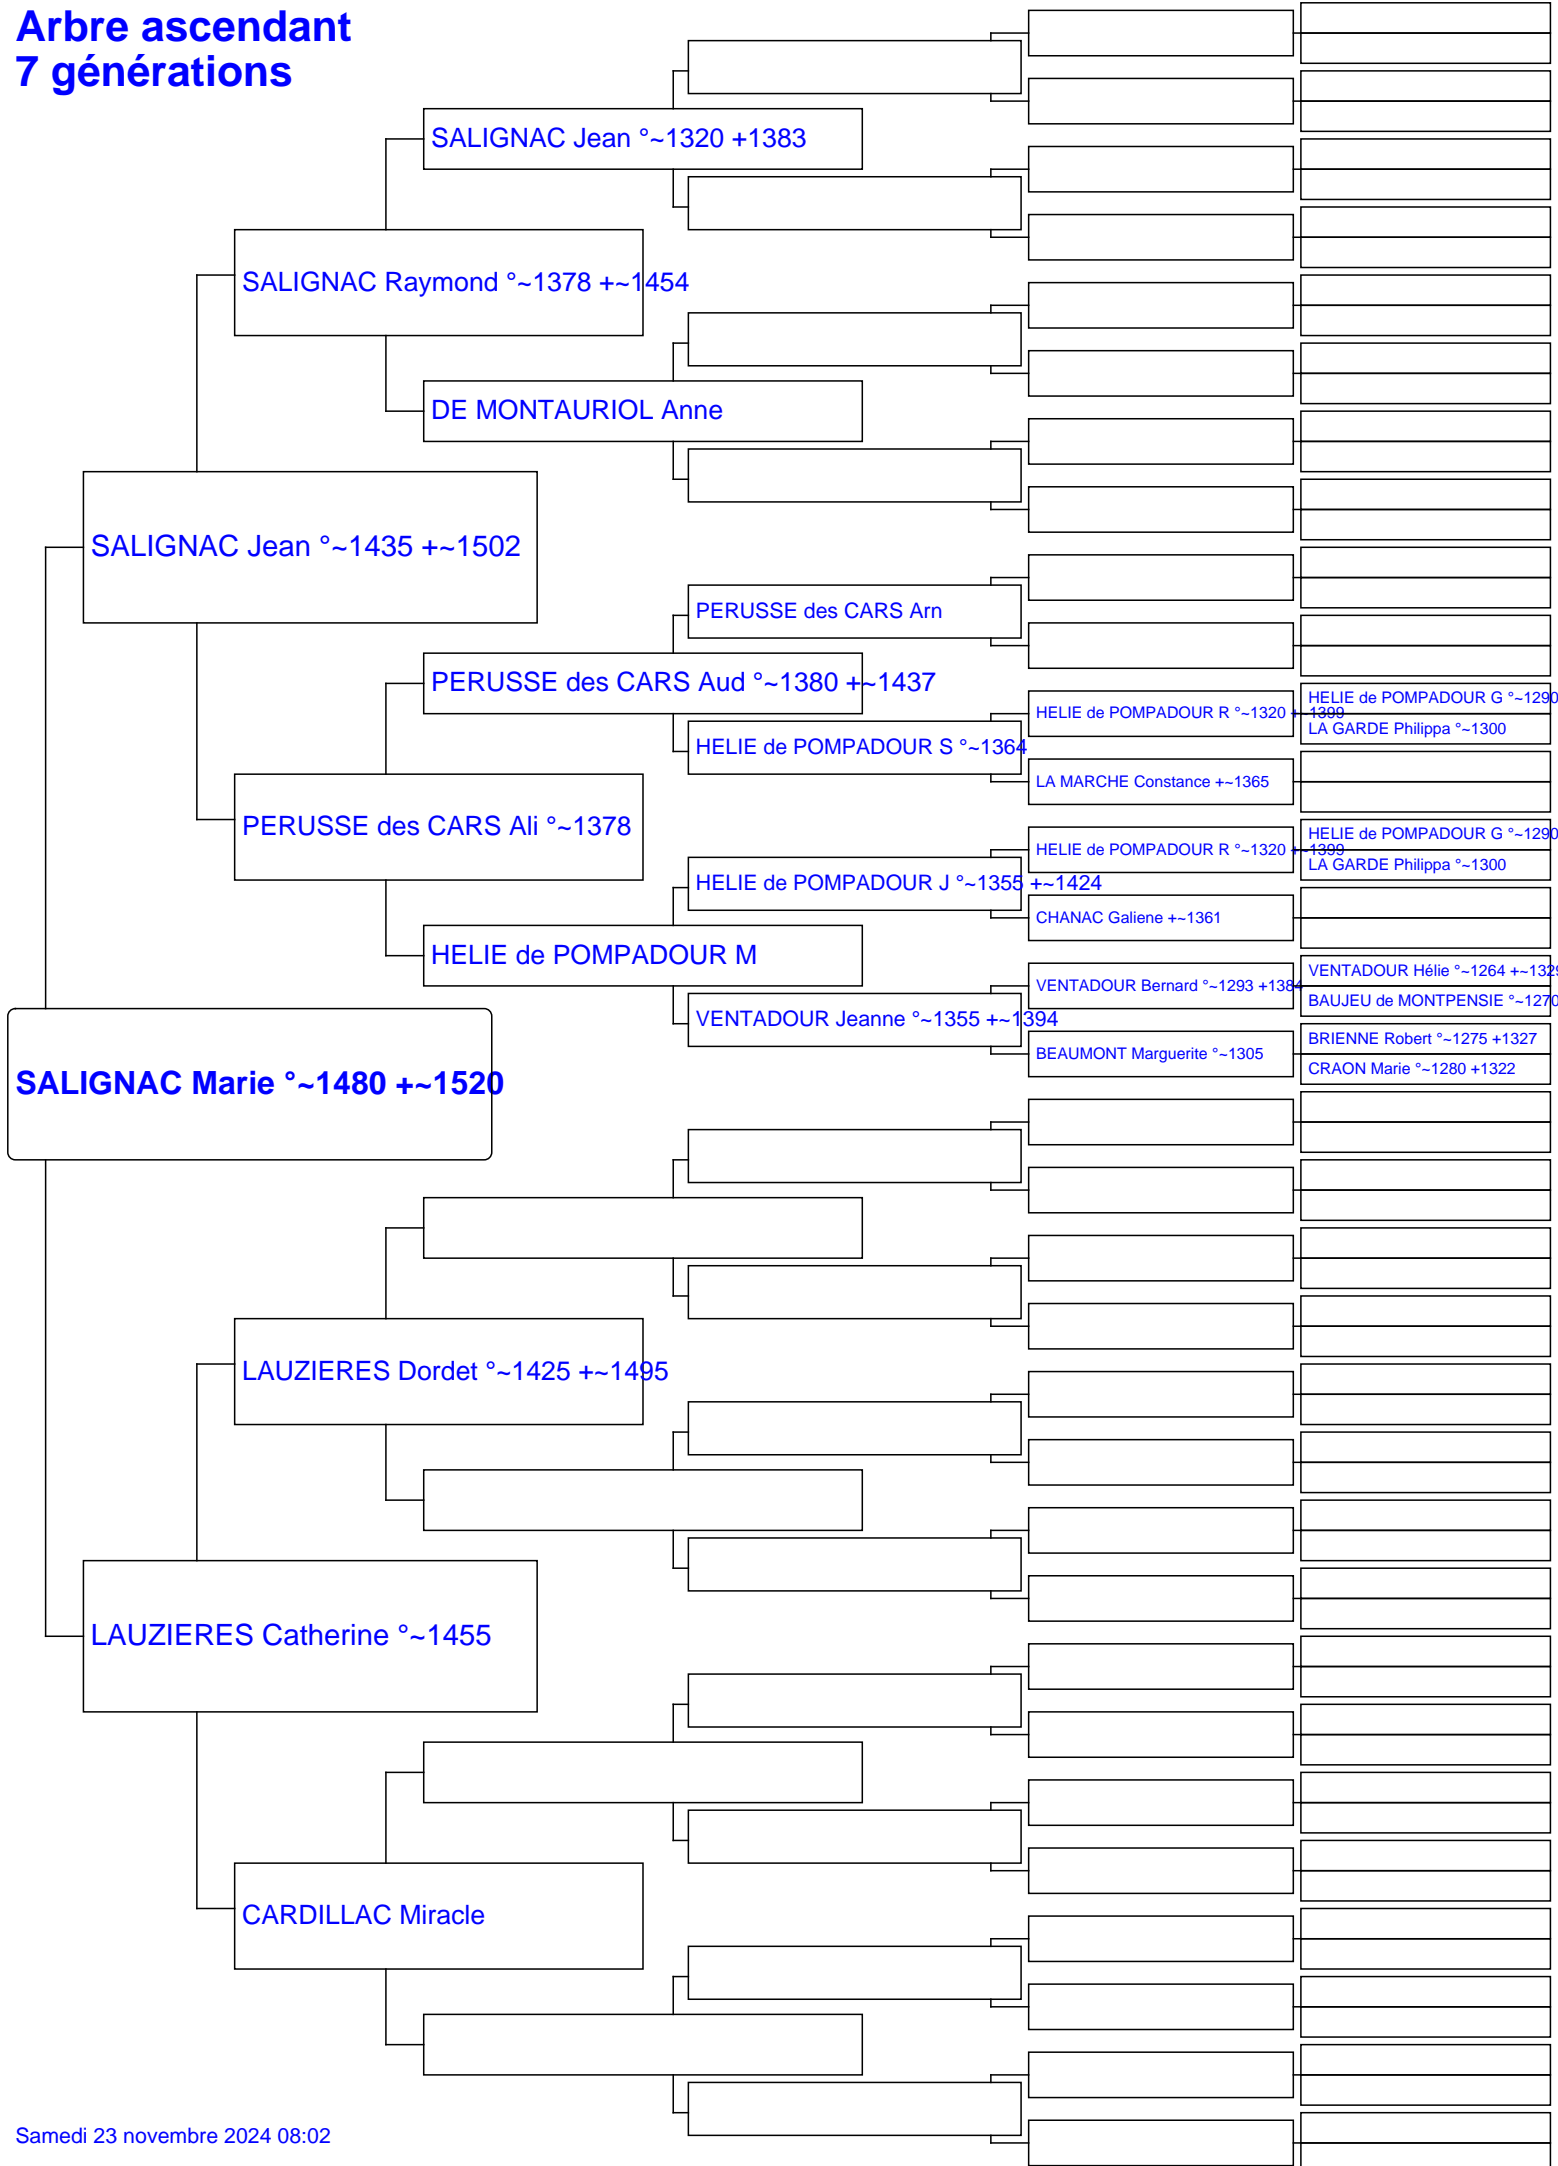 Arbre ascendant
7 générations
SALIGNAC Jean °~1320 +1383
SALIGNAC Raymond °~1378 +~1454
DE MONTAURIOL Anne
SALIGNAC Jean °~1435 +~1502
PERUSSE des CARS Arn
PERUSSE des CARS Aud °~1380 +~1437
HELIE de POMPADOUR G °~1290
HELIE de POMPADOUR R °~1320 +~1399
LA GARDE Philippa °~1300
HELIE de POMPADOUR S °~1364
LA MARCHE Constance +~1365
PERUSSE des CARS Ali °~1378
HELIE de POMPADOUR G °~1290
HELIE de POMPADOUR R °~1320 +~1399
LA GARDE Philippa °~1300
HELIE de POMPADOUR J °~1355 +~1424
CHANAC Galiene +~1361
HELIE de POMPADOUR M
VENTADOUR Hélie °~1264 +~1329
VENTADOUR Bernard °~1293 +1384
BAUJEU de MONTPENSIE °~1270
VENTADOUR Jeanne °~1355 +~1394
BRIENNE Robert °~1275 +1327
BEAUMONT Marguerite °~1305
CRAON Marie °~1280 +1322
SALIGNAC Marie °~1480 +~1520
LAUZIERES Dordet °~1425 +~1495
LAUZIERES Catherine °~1455
CARDILLAC Miracle
Samedi 23 novembre 2024 08:02